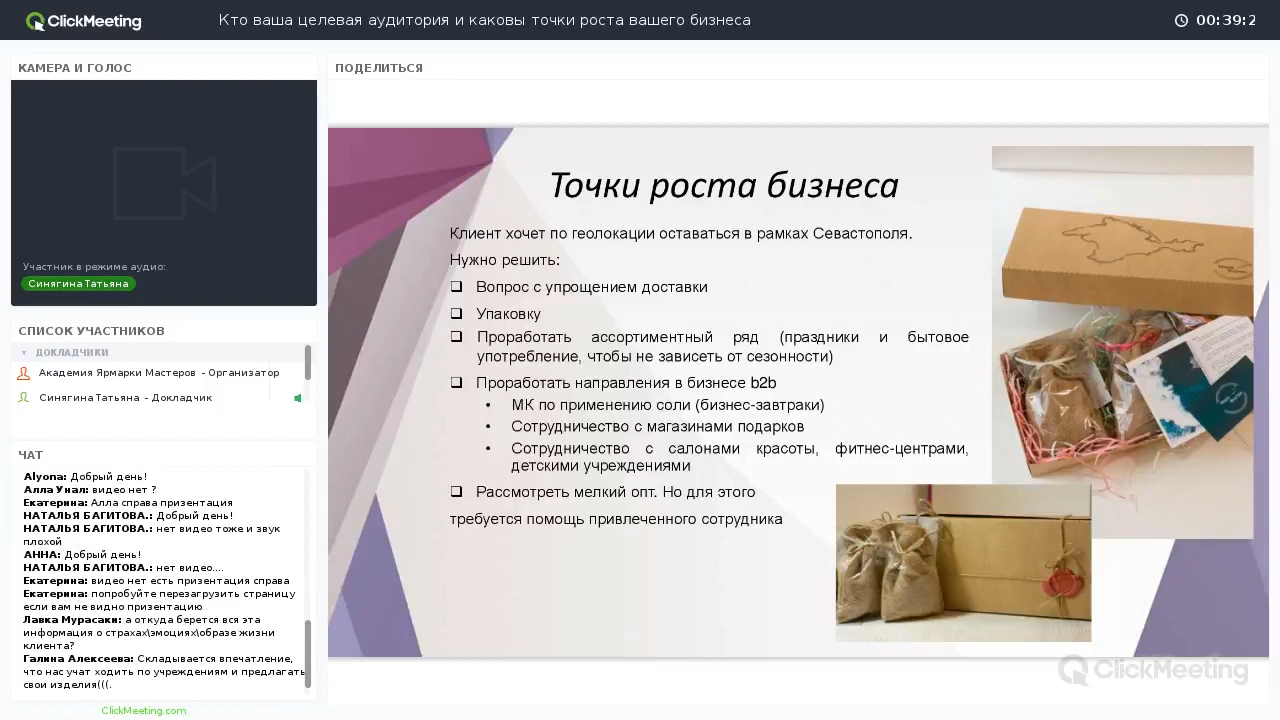 ClickMeeting
Кто ваша целевая аудитория и каковы точки роста вашего бизнеса
00:39:2
КАМЕРА И ГОЛОС
Участник в режиме аудио:
Синягина Татьяна
СПИСОК УЧАСТНИКОВ
ДОКЛАДЧИКИ
Академия Ярмарки Мастеров - Организатор
Синягина Татьяна - Докладчик
ЧАТ
Alyona: Добрый день!
Алла Унал: видео нет ?
Екатерина: Алла справа призентация
НАТАЛЬЯ БАГИТОВА.: Добрый день!
НАТАЛЬЯ БАГИТОВА.: нет видео тоже и звук
плохой
АННА: Добрый день!
НАТАЛЬЯ БАГИТОВА.: нет видео....
Екатерина: видео нет есть призентация справа
Екатерина: попробуйте перезагрузить страницу
если вам не видно призентацию
Лавка Мурасаки: а откуда берется вся эта
информация о страхах\эмоциях\образе жизни
клиента?
Галина Алексеева: Складывается впечатление,
что нас учат ходить по учреждениям и предлагать
свои изделия(((.
ClickMeeting.com
ПОДЕЛИТЬСЯ
Точки роста бизнеса
Клиент хочет по геолокации оставаться в рамках Севастополя.
Нужно решить:
Вопрос с упрощением доставки
Упаковку
Проработать ассортиментный ряд (праздники и бытовое
употребление, чтобы не зависеть от сезонности)
Проработать направления в бизнесе b2b
• МК по применению соли (бизнес-завтраки)
• Сотрудничество с магазинами подарков
• Сотрудничество с салонами красоты, фитнес-центрами,
детскими учреждениями
Рассмотреть мелкий опт. Но для этого
требуется помощь привлеченного сотрудника
ClickMeeting